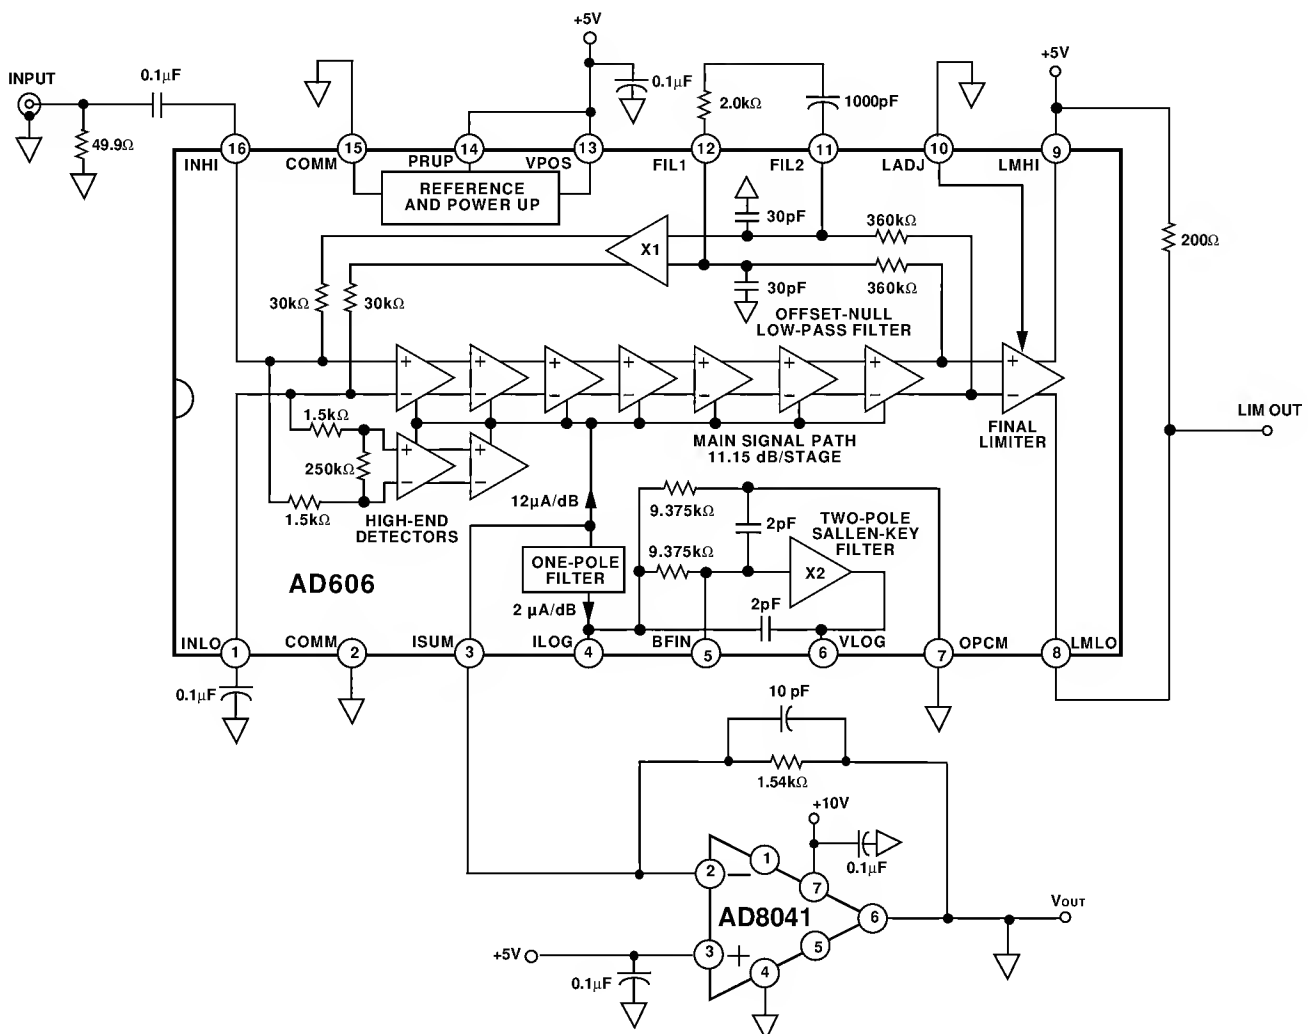 +5V
+5V
INPUT
0.1µF
0.1µF
2.0kΩ
1000pF
49.9Ω
16
15
14
13
12
11
10
9
INHI
COMM
PRUP
VPOS
FIL1
FIL2
LADJ
LMHI
REFERENCE
AND POWER UP
30pF
360kΩ
X1
200Ω
30kΩ
30kΩ
30pF
360kΩ
OFFSET-NULL
LOW-PASS FILTER
+
+
+
+
+
+
+
+
−
−
−
−
−
−
−
−
LIM OUT
1.5kΩ
MAIN SIGNAL PATH
11.15 dB/STAGE
FINAL
LIMITER
+
+
250kΩ
−
−
1.5kΩ
HIGH-END
DETECTORS
12µA/dB
9.375kΩ
2pF
TWO-POLE
SALLEN-KEY
FILTER
ONE-POLE
FILTER
9.375kΩ
X2
AD606
2 µA/dB
2pF
INLO
COMM
ISUM
ILOG
BFIN
VLOG
OPCM
LMLO
1
2
3
4
5
6
7
8
0.1µF
10 pF
1.54kΩ
+10V
0.1µF
1
2
−
7
AD8041
6
VOUT
+5V
3
+
5
4
0.1µF